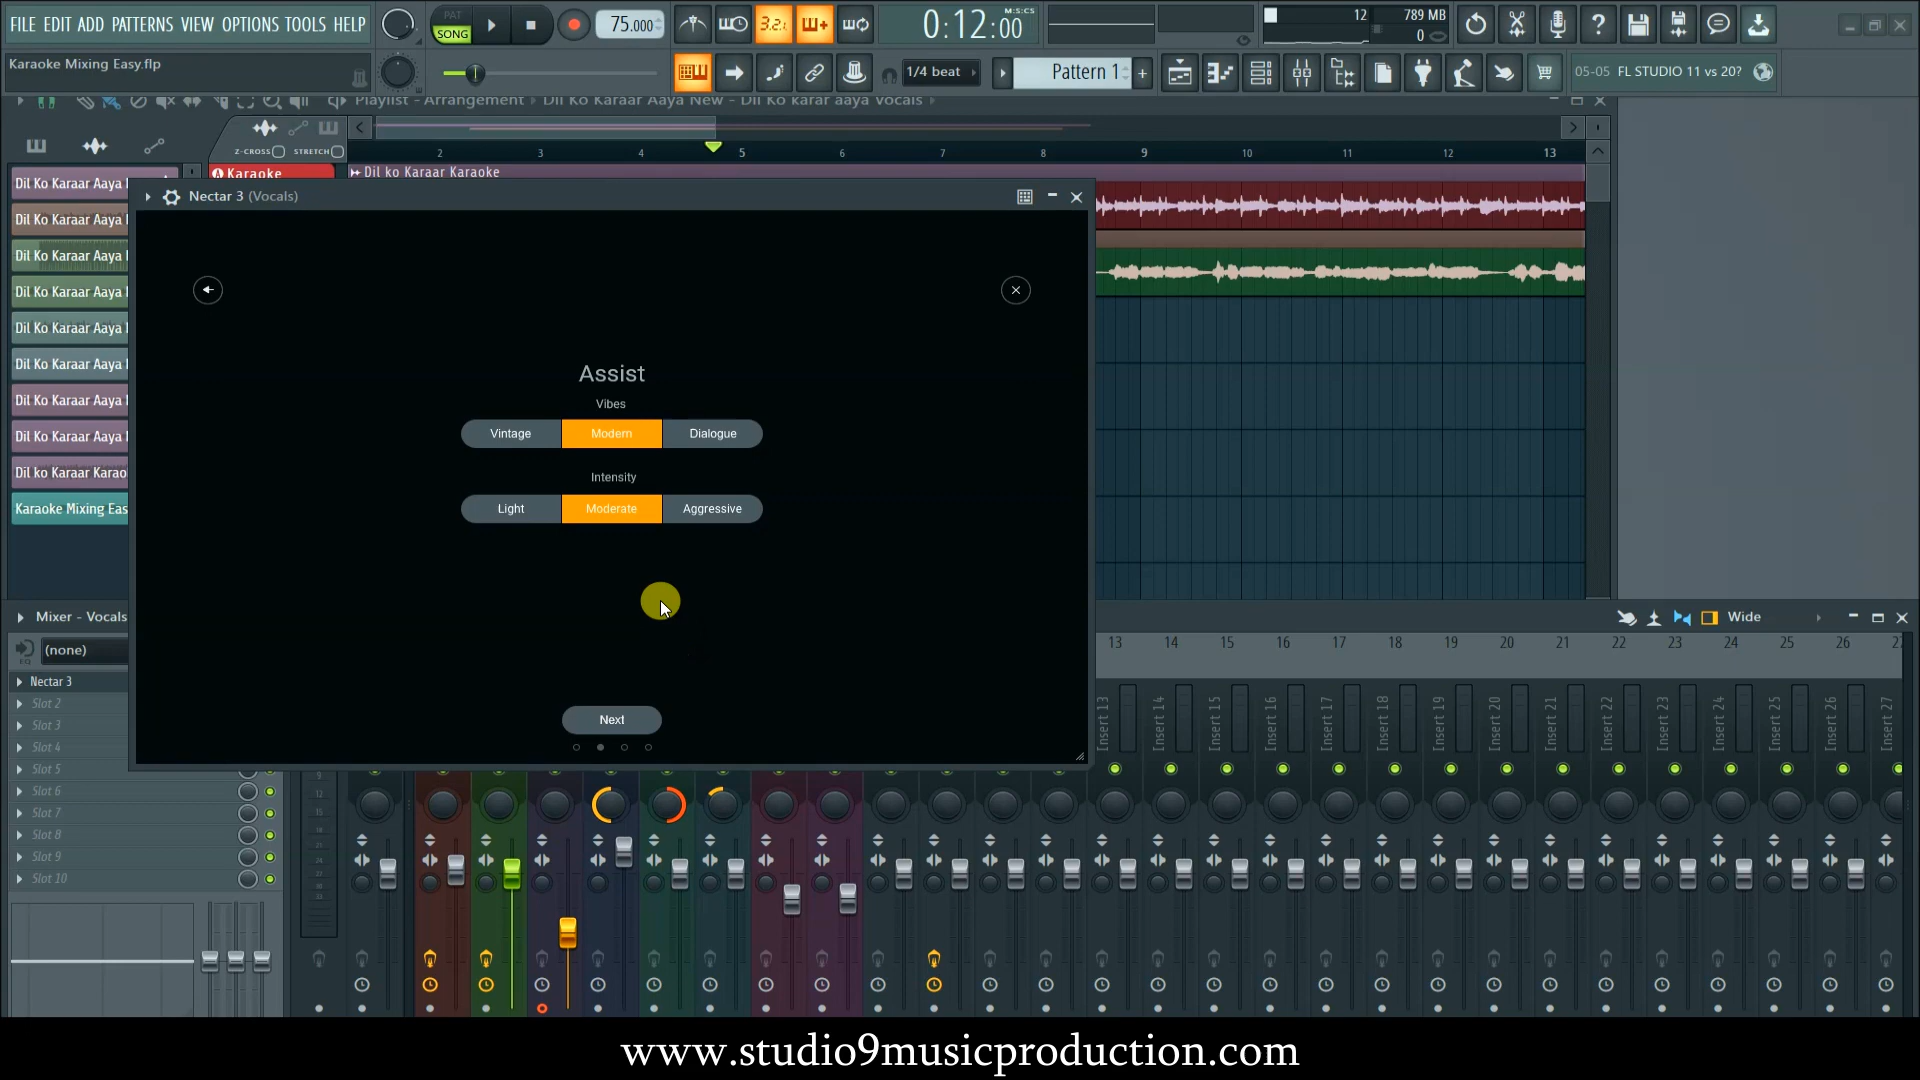 FILE EDIT ADD PATTERNS VIEW OPTIONS TOOLS HELP
PAT
SONG
75.000
3.2.
0:12:00
M:S:CS
12
789 MB
0
Karaoke Mixing Easy.flp
1/4 beat
Pattern 1
05-05 FL STUDIO 11 vs 20?
Playlist - Arrangement
Dil Ko Karaar Aaya New - Dil ko karar aaya Vocals
Z-CROSS
STRETCH
2 3 4 5 6 7 8 9 10 11 12 13
Dil Ko Karaar Aaya
Karaoke
Dil ko Karaar Karaoke
Nectar 3 (Vocals)
Dil Ko Karaar Aaya
Dil Ko Karaar Aaya
Dil Ko Karaar Aaya
Dil Ko Karaar Aaya
Dil Ko Karaar Aaya
Dil Ko Karaar Aaya
Dil Ko Karaar Aaya
Dil ko Karaar Karao
Karaoke Mixing Eas
Assist
Vibes
Vintage
Modern
Dialogue
Intensity
Light
Moderate
Aggressive
Next
Mixer - Vocals
Wide
(none)
EQ
13 14 15 16 17 18 19 20 21 22 23 24 25 26 27
Nectar 3
Slot 2
Slot 3
Slot 4
Slot 5
Slot 6
Slot 7
Slot 8
Slot 9
Slot 10
Insert 13
Insert 14
Insert 15
Insert 16
Insert 17
Insert 18
Insert 19
Insert 20
Insert 21
Insert 22
Insert 23
Insert 24
Insert 25
Insert 26
Insert 27
www.studio9musicproduction.com